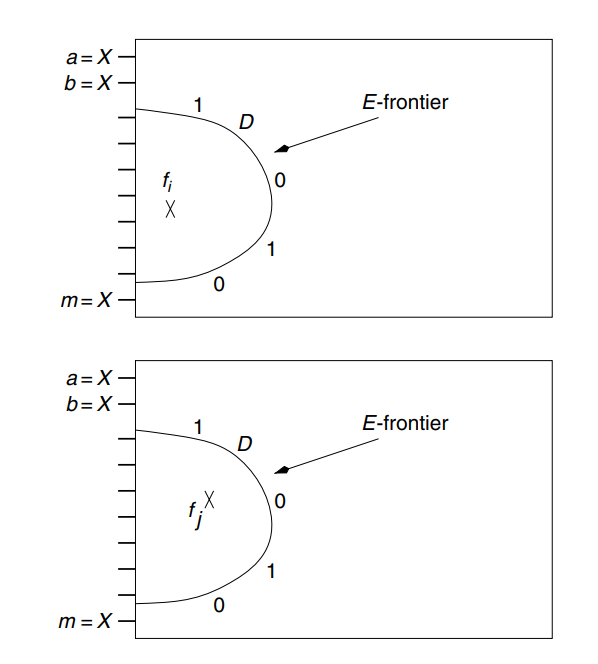 a = X
b = X
1
D
E-frontier
0
f_i
1
0
m = X
a = X
b = X
1
D
E-frontier
0
f_j
1
0
m = X